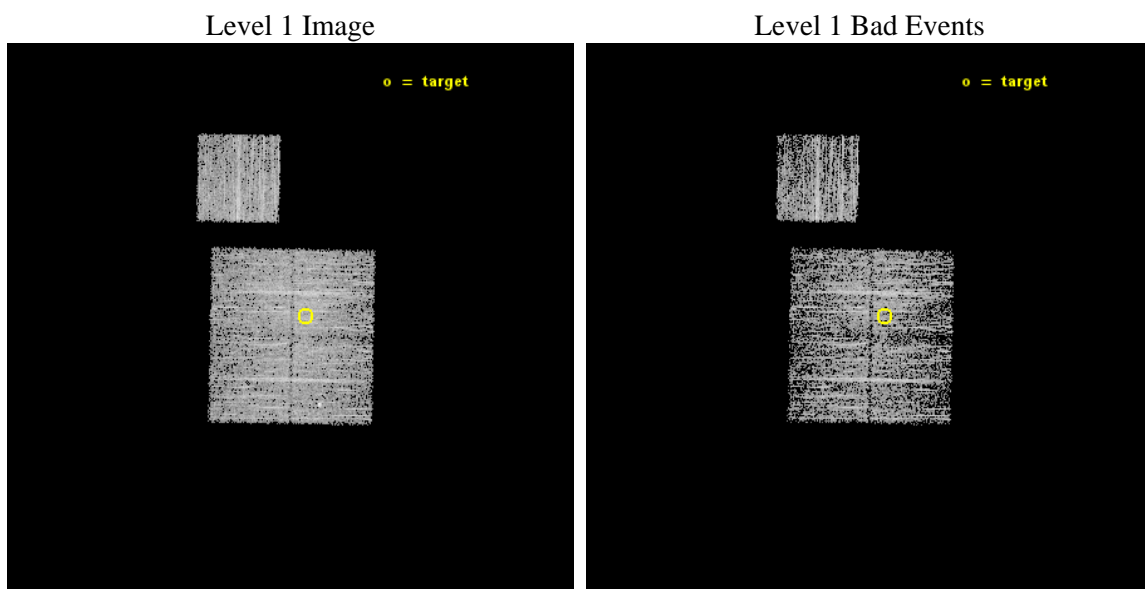 Level 1 Image
Level 1 Bad Events
o = target
o = target